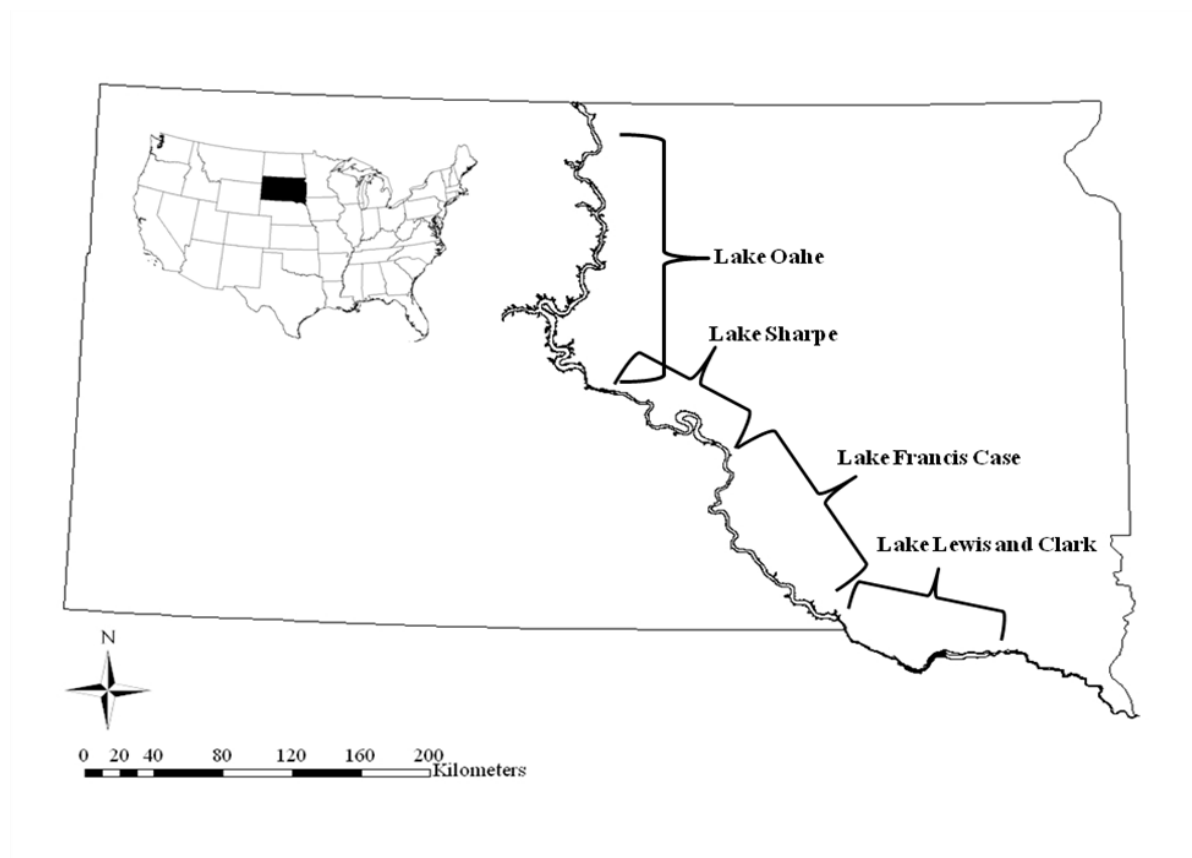 Lake Oahe
Lake Sharpe
Lake Francis Case
Lake Lewis and Clark
N
0 20 40 80 120 160 200
Kilometers